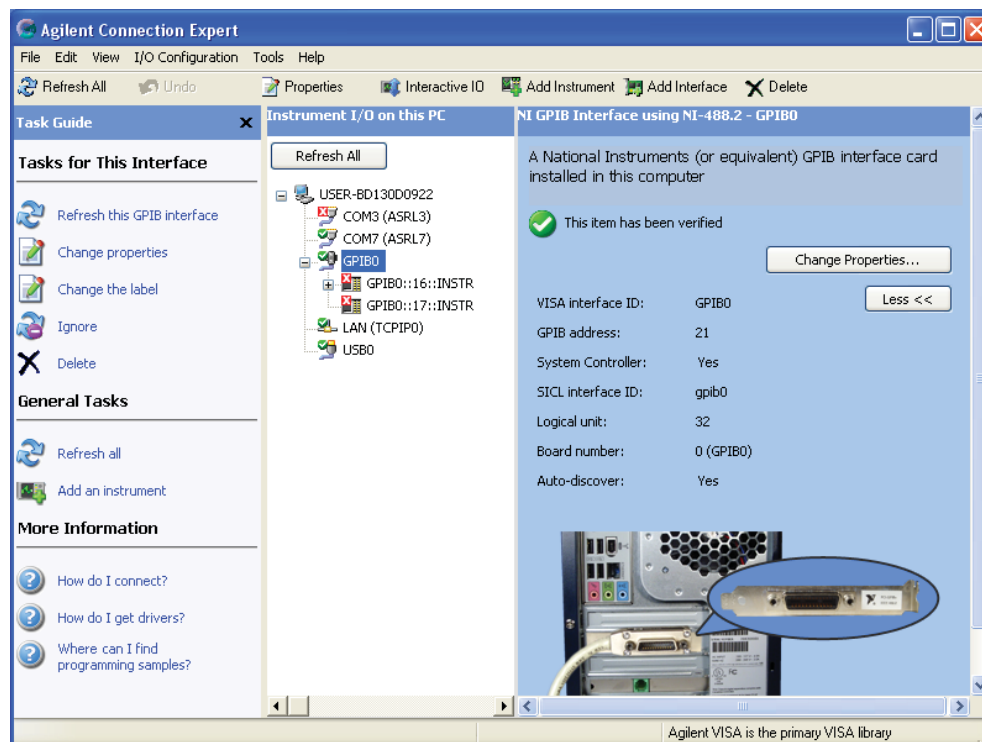 Agilent Connection Expert
File Edit View I/O Configuration Tools Help
Refresh All Undo Properties Interactive IO Add Instrument Add Interface Delete
Task Guide
Tasks for This Interface
Refresh this GPIB interface
Change properties
Change the label
Ignore
Delete
General Tasks
Refresh all
Add an instrument
More Information
How do I connect?
How do I get drivers?
Where can I find
programming samples?
Instrument I/O on this PC
Refresh All
USER-BD130D0922
COM3 (ASRL3)
COM7 (ASRL7)
GPIB0
GPIB0::16::INSTR
GPIB0::17::INSTR
LAN (TCPIP0)
USB0
NI GPIB Interface using NI-488.2 - GPIB0
A National Instruments (or equivalent) GPIB interface card
installed in this computer
This item has been verified
Change Properties...
Less <<
VISA interface ID: GPIB0
GPIB address: 21
System Controller: Yes
SICL interface ID: gpib0
Logical unit: 32
Board number: 0 (GPIB0)
Auto-discover: Yes
Agilent VISA is the primary VISA library